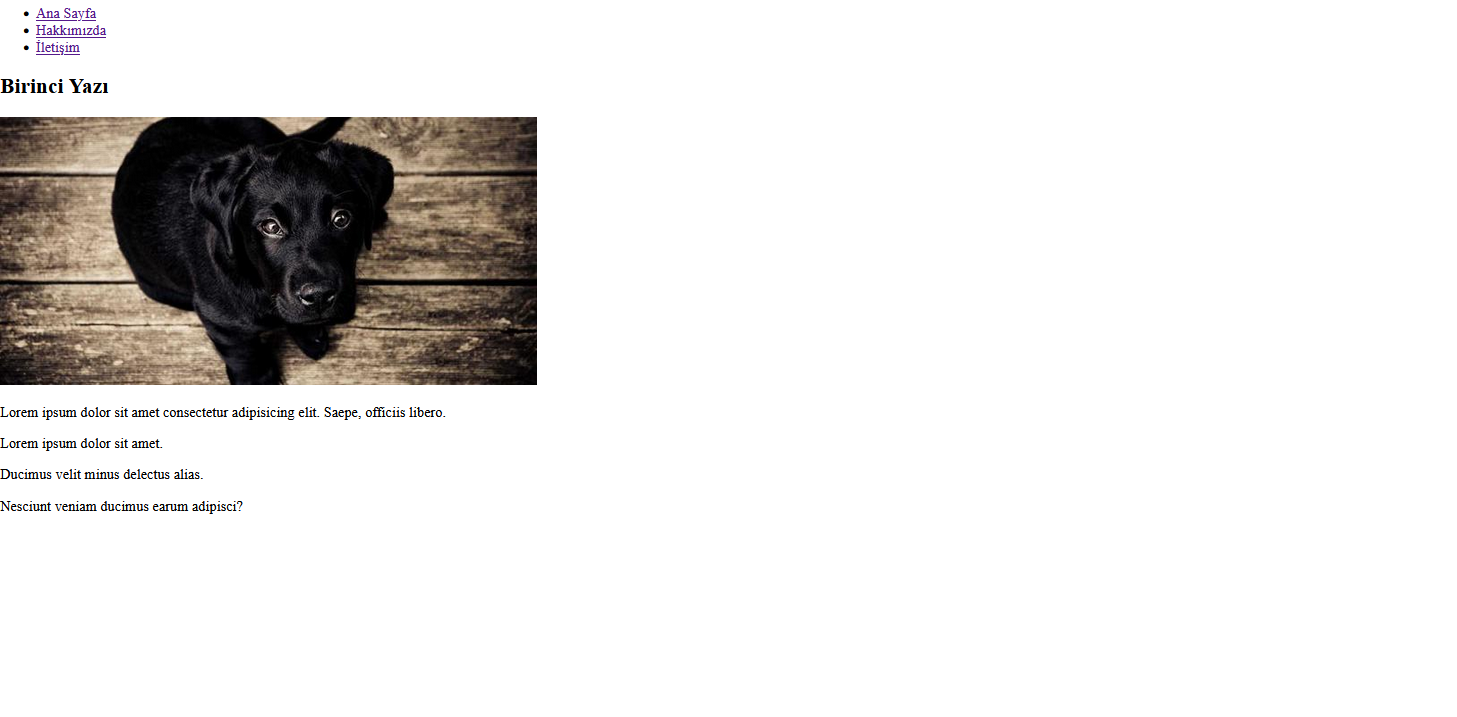 Ana Sayfa
Hakkımızda
İletişim
Birinci Yazı
Lorem ipsum dolor sit amet consectetur adipisicing elit. Saepe, officiis libero.
Lorem ipsum dolor sit amet.
Ducimus velit minus delectus alias.
Nesciunt veniam ducimus earum adipisci?